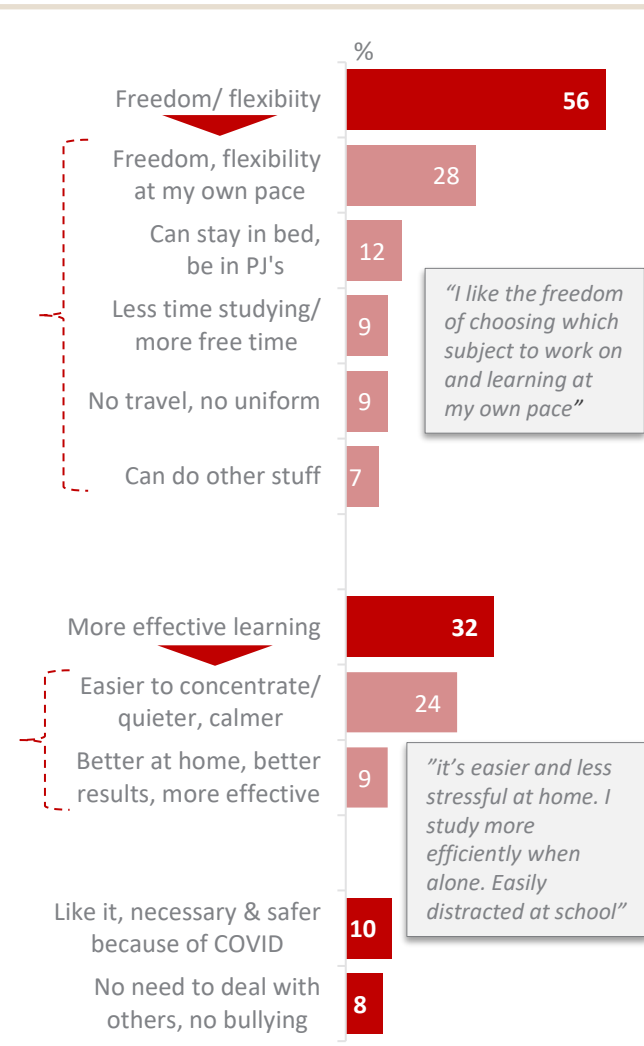 %
Freedom/ flexibiity
56
Freedom, flexibility
at my own pace
28
Can stay in bed,
be in PJ's
12
Less time studying/
more free time
9
No travel, no uniform
9
Can do other stuff
7
"I like the freedom
of choosing which
subject to work on
and learning at
my own pace"
More effective learning
32
Easier to concentrate/
quieter, calmer
24
Better at home, better
results, more effective
9
"it's easier and less
stressful at home. I
study more
efficiently when
alone. Easily
distracted at school"
Like it, necessary & safer
because of COVID
10
No need to deal with
others, no bullying
8